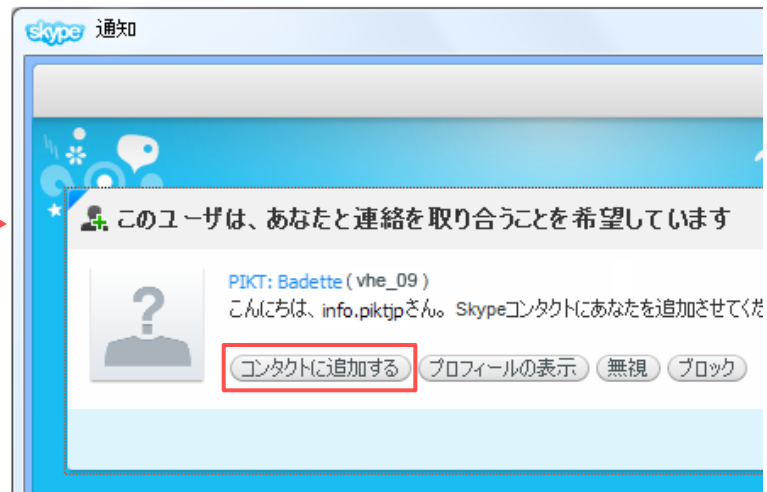 skype 通知
このユーザは、あなたと連絡を取り合うことを希望しています
PIKT: Badette ( vhe_09 )
こんにちは、info.piktjpさん。Skypeコンタクトにあなたを追加させてくだ
コンタクトに追加する プロフィールの表示 無視 ブロック